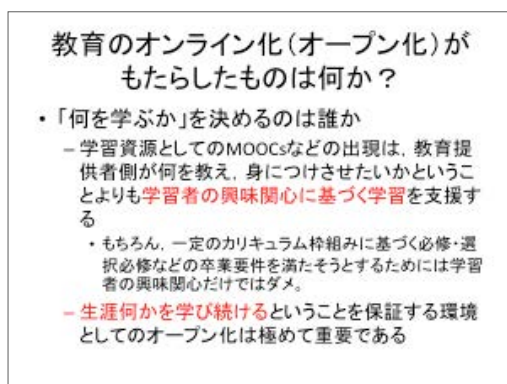 教育のオンライン化（オープン化）が
もたらしたものは何か？
• 「何を学ぶか」を決めるのは誰か
– 学習資源としてのMOOCsなどの出現は，教育提
供者側が何を教え，身につけさせたいかというこ
とよりも学習者の興味関心に基づく学習を支援す
る
• もちろん，一定のカリキュラム枠組みに基づく必修・選
択必修などの卒業要件を満たそうとするためには学習
者の興味関心だけではダメ。
– 生涯何かを学び続けるということを保証する環境
としてのオープン化は極めて重要である